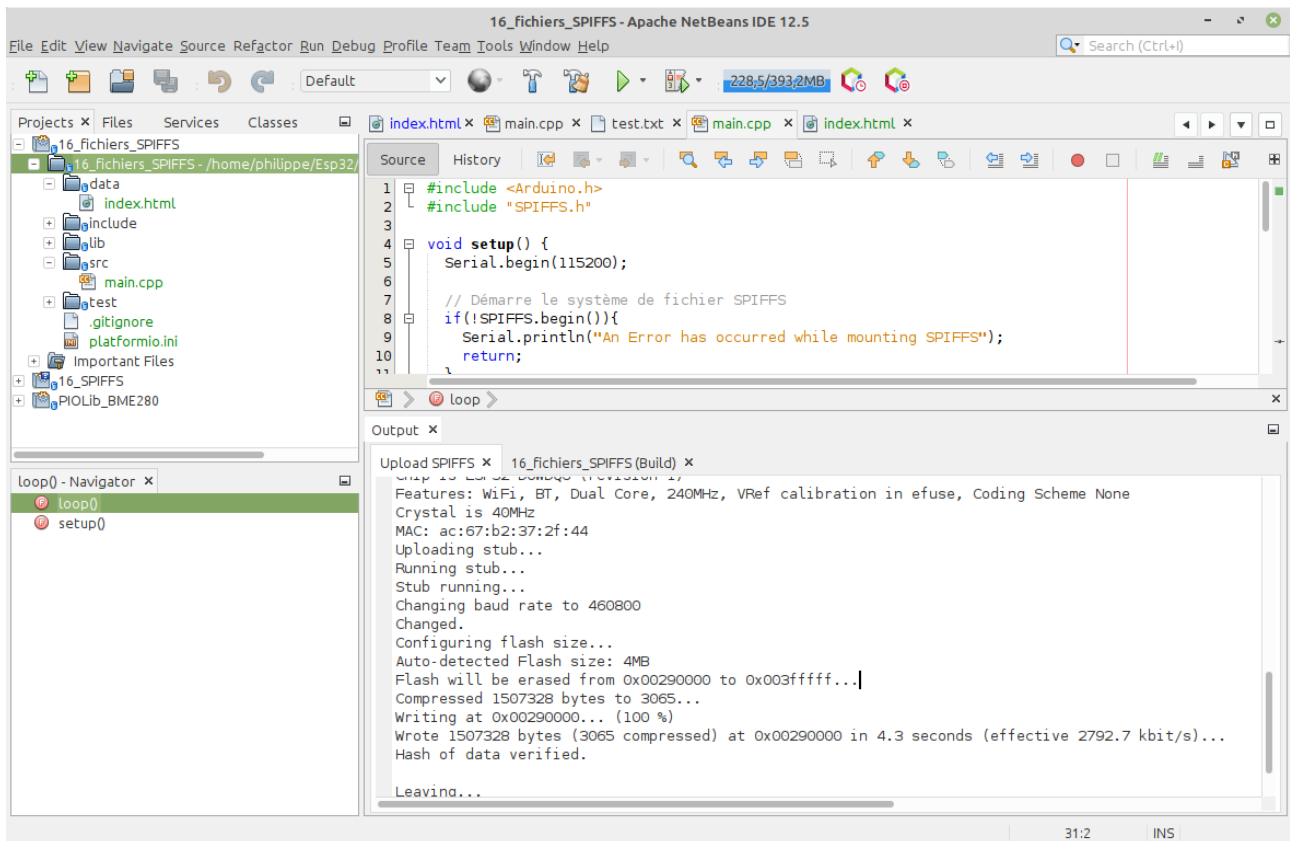 16_fichiers_SPIFFS - Apache NetBeans IDE 12.5
File Edit View Navigate Source Refactor Run Debug Profile Team Tools Window Help
Search (Ctrl+I)
Default
228,5/393,2MB
Projects Files Services Classes
index.html main.cpp test.txt main.cpp index.html
16_fichiers_SPIFFS
16_fichiers_SPIFFS - /home/philippe/Esp32/
data
index.html
include
lib
src
main.cpp
test
.gitignore
platformio.ini
Important Files
16_SPIFFS
PIOLib_BME280
Source History
1 #include <Arduino.h>
2 #include "SPIFFS.h"
3
4 void setup() {
5 Serial.begin(115200);
6
7 // Démarre le système de fichier SPIFFS
8 if(!SPIFFS.begin()){
9 Serial.println("An Error has occurred while mounting SPIFFS");
10 return;
11 }
loop
loop() - Navigator
loop()
setup()
Output
Upload SPIFFS 16_fichiers_SPIFFS (Build)
Chip is ESP32-D0WDQ6 (revision 1)
Features: WiFi, BT, Dual Core, 240MHz, VRef calibration in efuse, Coding Scheme None
Crystal is 40MHz
MAC: ac:67:b2:37:2f:44
Uploading stub...
Running stub...
Stub running...
Changing baud rate to 460800
Changed.
Configuring flash size...
Auto-detected Flash size: 4MB
Flash will be erased from 0x00290000 to 0x003fffff...
Compressed 1507328 bytes to 3065...
Writing at 0x00290000... (100 %)
Wrote 1507328 bytes (3065 compressed) at 0x00290000 in 4.3 seconds (effective 2792.7 kbit/s)...
Hash of data verified.
Leaving...
31:2 INS